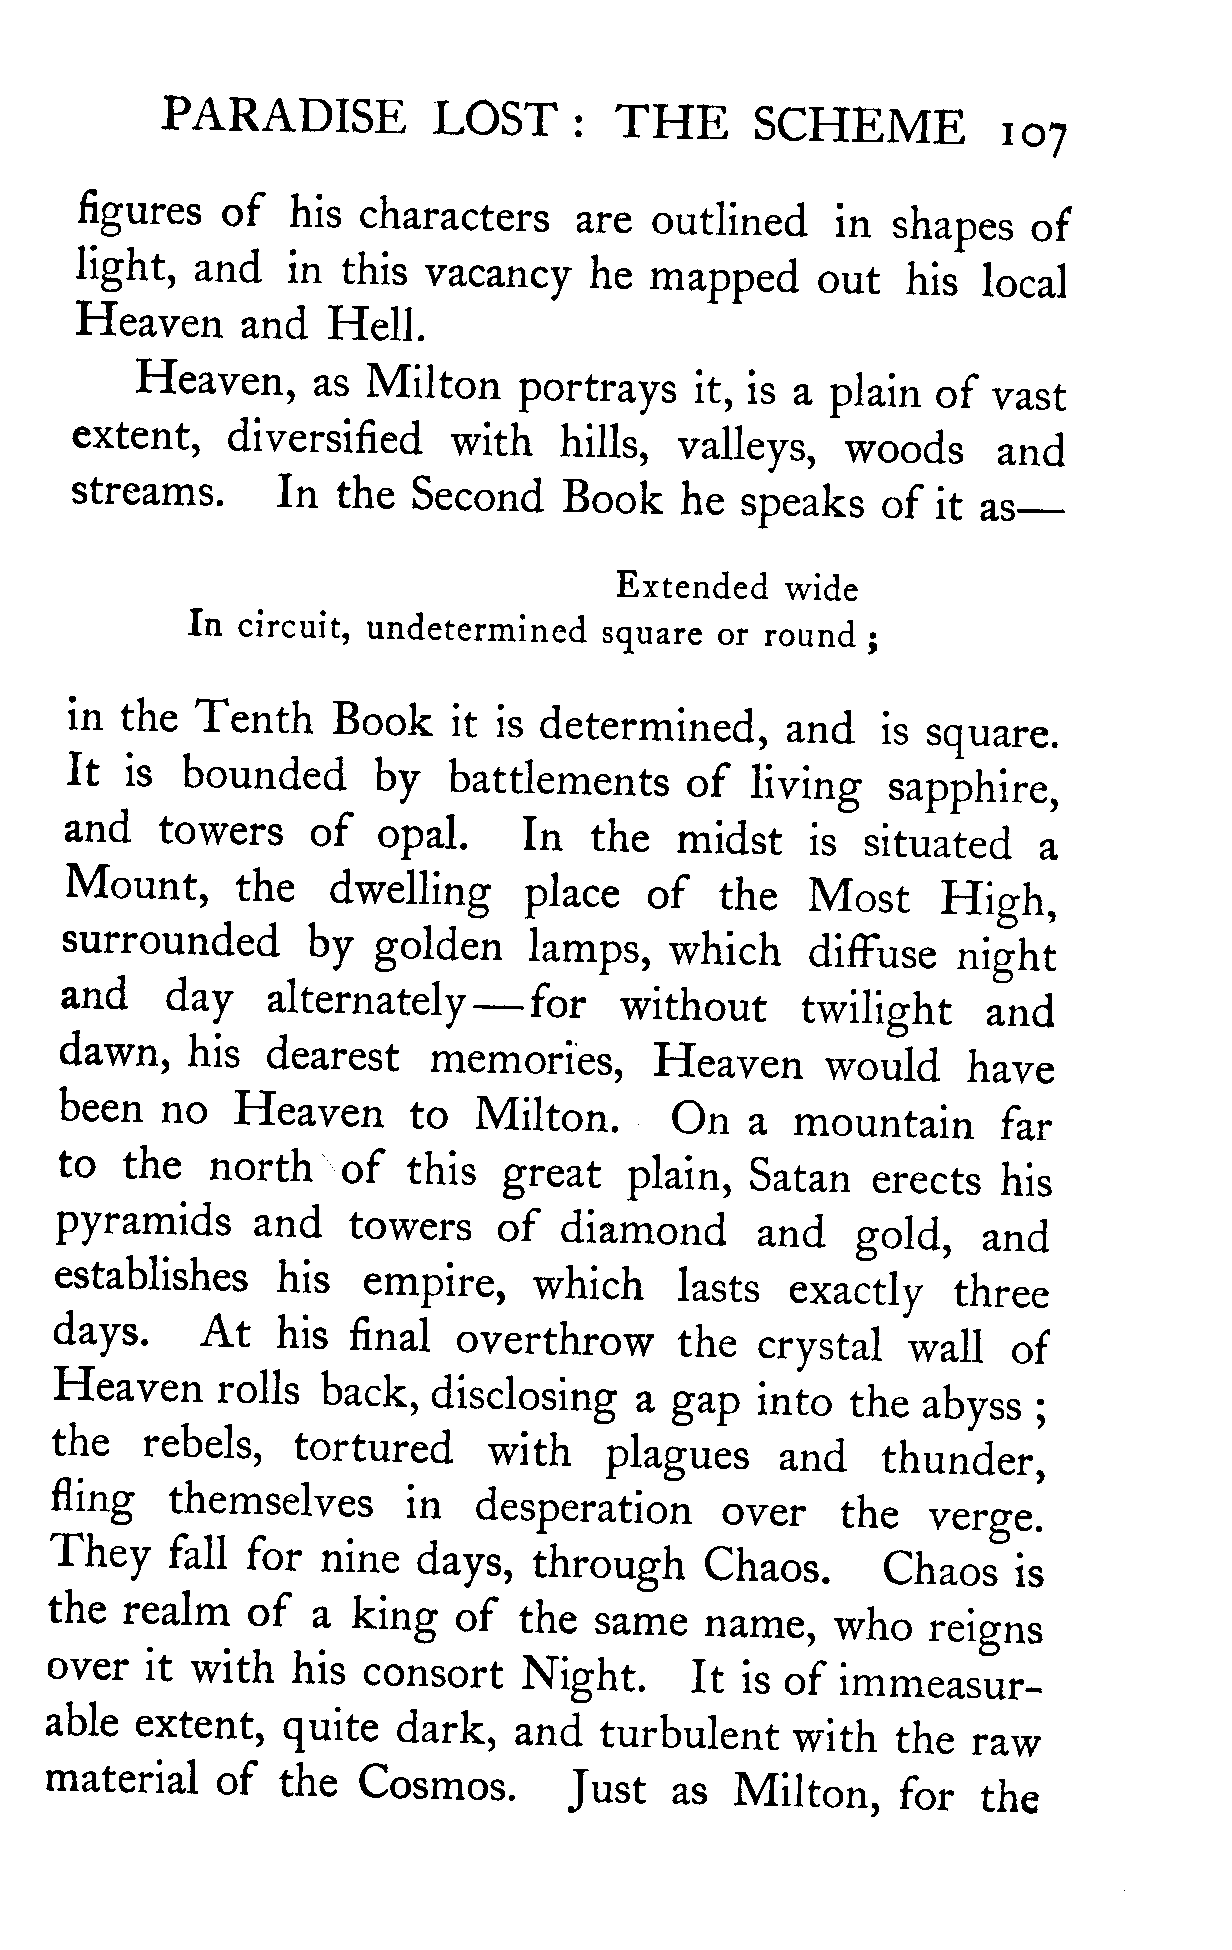 PARADISE LOST: THE SCHEME 107
figures of his characters are outlined in shapes of
light, and in this vacancy he mapped out his local
Heaven and Hell.
Heaven, as Milton portrays it, is a plain of vast
extent, diversified with hills, valleys, woods and
streams. In the Second Book he speaks of it as—
Extended wide
In circuit, undetermined square or round ;
in the Tenth Book it is determined, and is square.
It is bounded by battlements of living sapphire,
and towers of opal. In the midst is situated a
Mount, the dwelling place of the Most High,
surrounded by golden lamps, which diffuse night
and day alternately—for without twilight and
dawn, his dearest memories, Heaven would have
been no Heaven to Milton. On a mountain far
to the north of this great plain, Satan erects his
pyramids and towers of diamond and gold, and
establishes his empire, which lasts exactly three
days. At his final overthrow the crystal wall of
Heaven rolls back, disclosing a gap into the abyss ;
the rebels, tortured with plagues and thunder,
fling themselves in desperation over the verge.
They fall for nine days, through Chaos. Chaos is
the realm of a king of the same name, who reigns
over it with his consort Night. It is of immeasur-
able extent, quite dark, and turbulent with the raw
material of the Cosmos. Just as Milton, for the